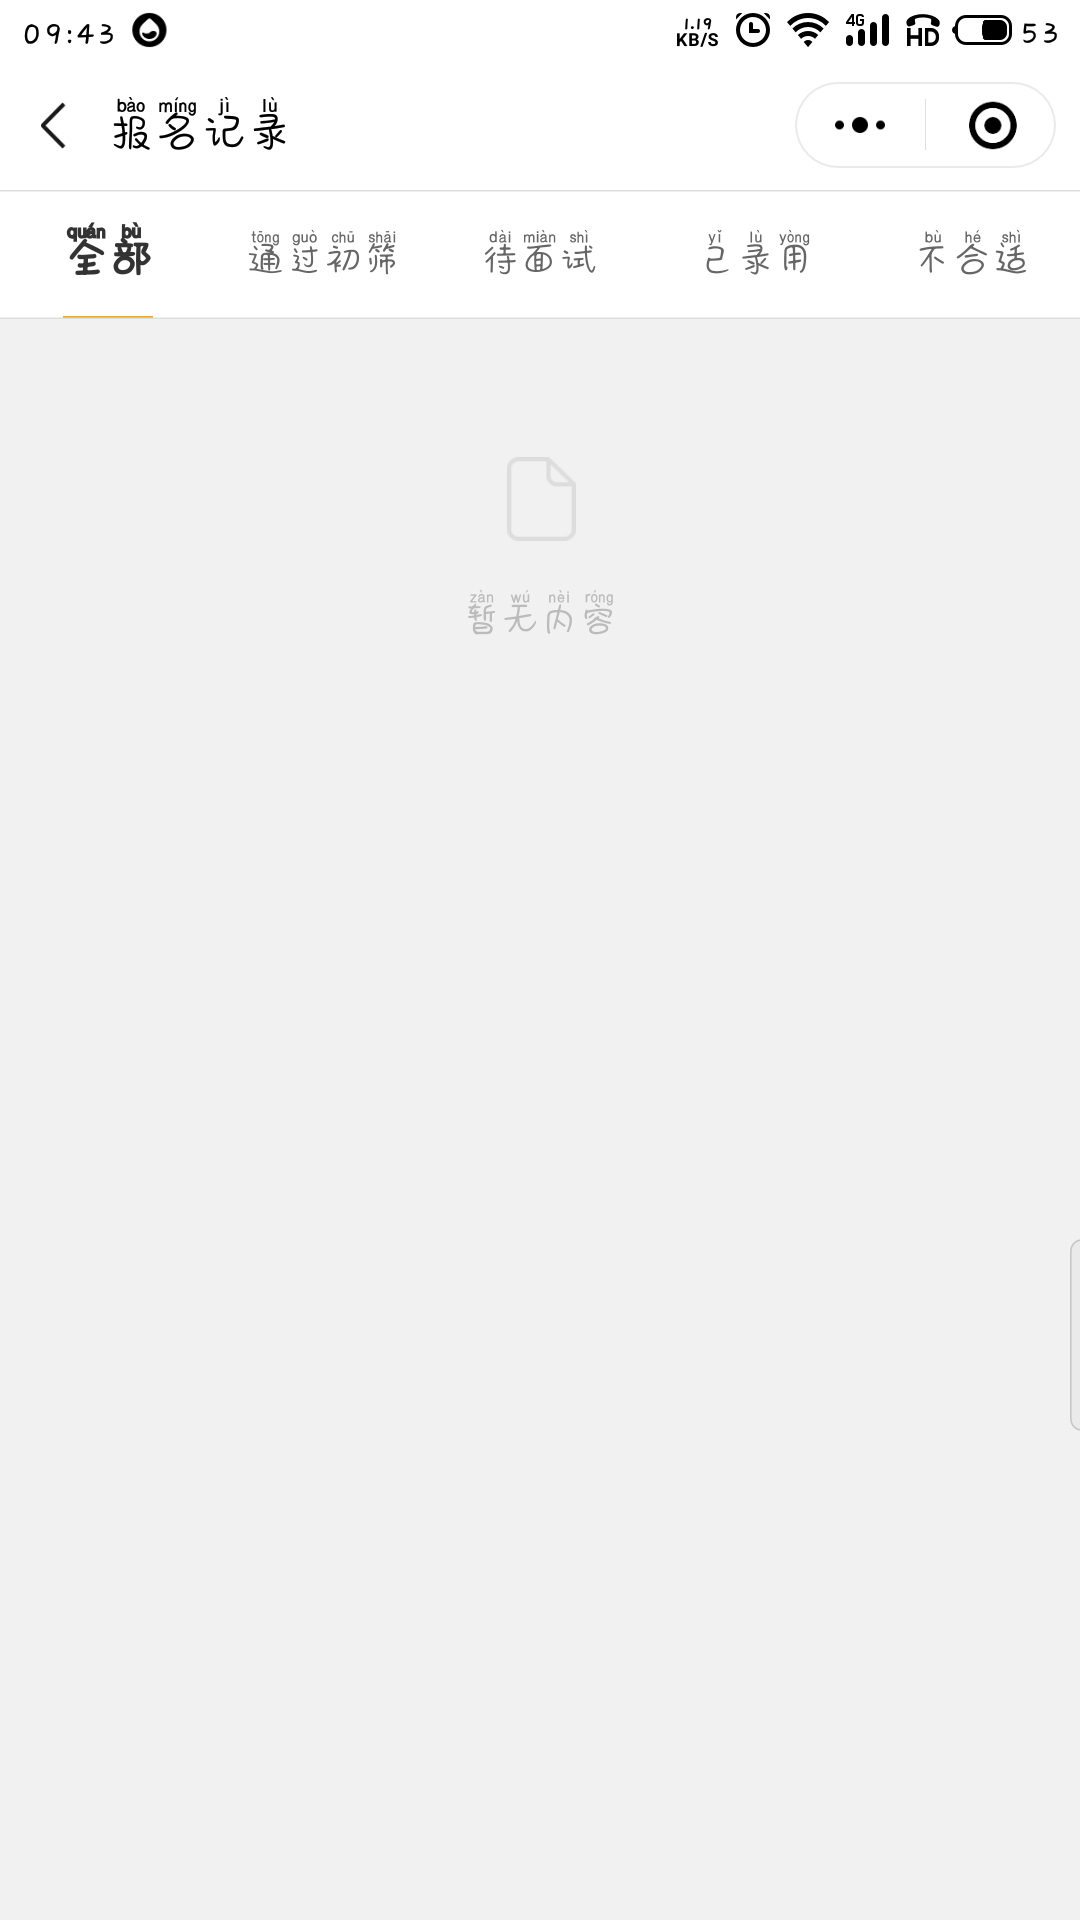 09:43
1.19 KB/S 4G HD 53
bào míng jì lù
报名记录
quán bù tōng guò chū shāi dài miàn shì yǐ lù yòng bù hé shì
全部 通过初筛 待面试 已录用 不合适
zàn wú nèi róng
暂无内容